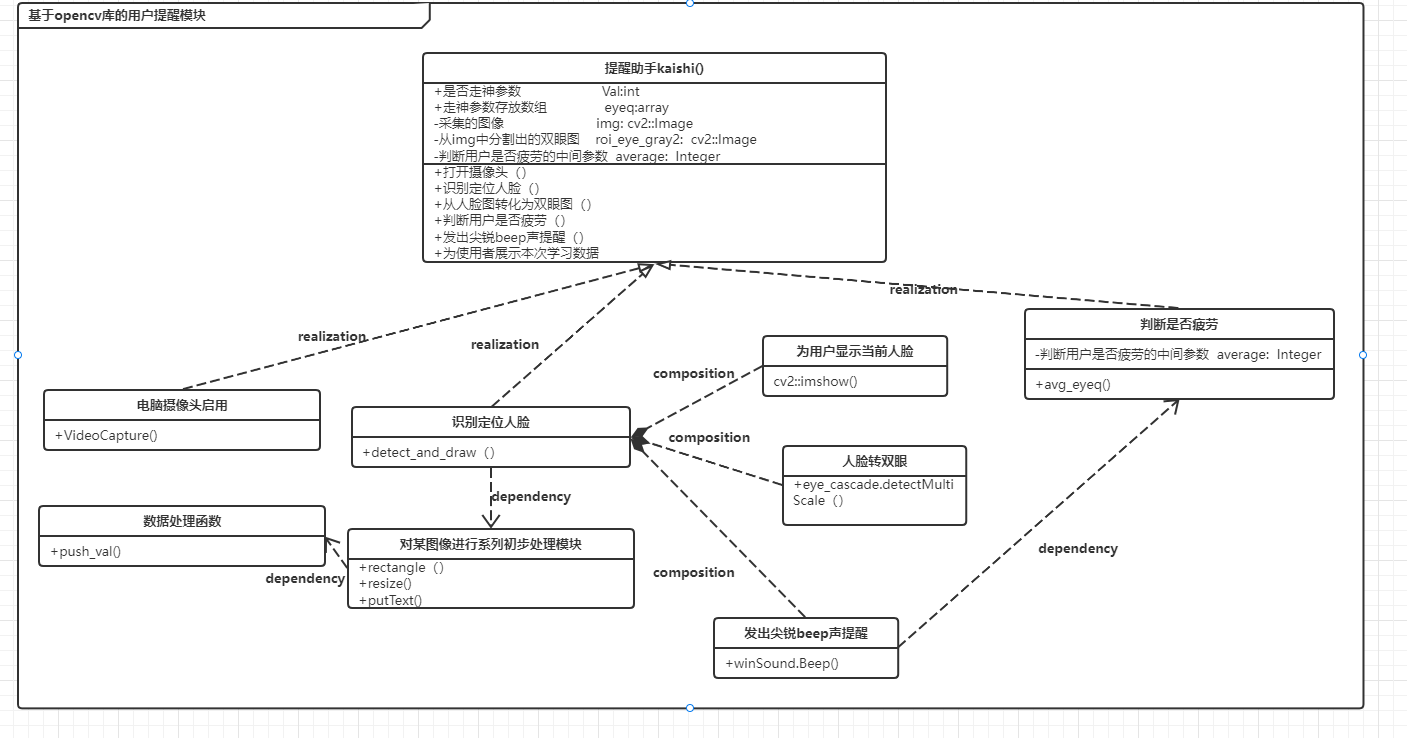 基于opencv库的用户提醒模块
提醒助手kaishi()
+是否走神参数 Val:int
+走神参数存放数组 eyeq:array
-采集的图像 img: cv2::Image
-从img中分割出的双眼图 roi_eye_gray2: cv2::Image
-判断用户是否疲劳的中间参数 average: Integer
+打开摄像头（）
+识别定位人脸（）
+从人脸图转化为双眼图（）
+判断用户是否疲劳（）
+发出尖锐beep声提醒（）
+为使用者展示本次学习数据
realization
realization
realization
判断是否疲劳
-判断用户是否疲劳的中间参数 average: Integer
+avg_eyeq()
为用户显示当前人脸
cv2::imshow()
composition
电脑摄像头启用
+VideoCapture()
识别定位人脸
+detect_and_draw（）
composition
人脸转双眼
+eye_cascade.detectMulti
Scale（）
dependency
数据处理函数
+push_val()
对某图像进行系列初步处理模块
+rectangle（）
+resize()
+putText()
dependency
composition
dependency
发出尖锐beep声提醒
+winSound.Beep()